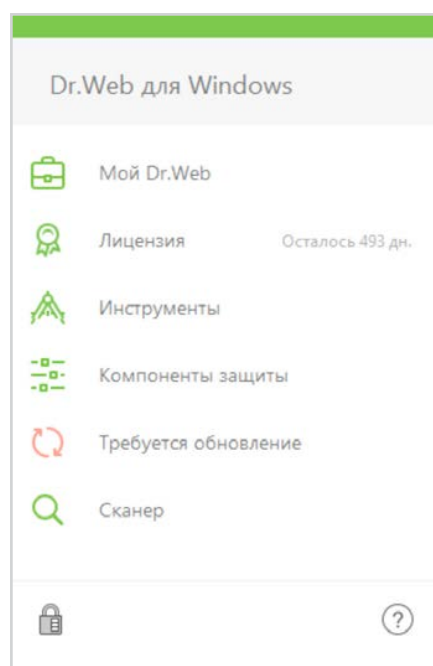 Dr.Web для Windows
Мой Dr.Web
Лицензия Осталось 493 дн.
Инструменты
Компоненты защиты
Требуется обновление
Сканер
?